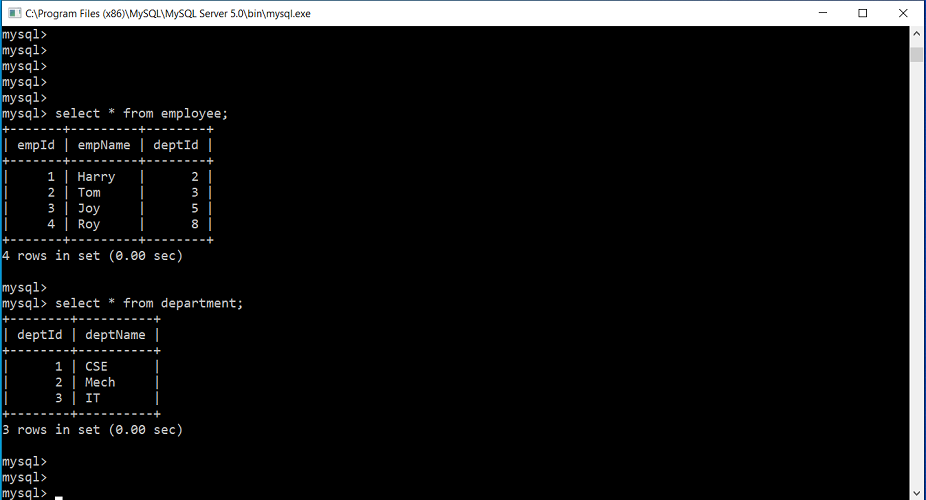 C:\Program Files (x86)\MySQL\MySQL Server 5.0\bin\mysql.exe
mysql>
mysql>
mysql>
mysql>
mysql>
mysql> select * from employee;
+-------+---------+--------+
| empId | empName | deptId |
+-------+---------+--------+
|     1 | Harry   |      2 |
|     2 | Tom     |      3 |
|     3 | Joy     |      5 |
|     4 | Roy     |      8 |
+-------+---------+--------+
4 rows in set (0.00 sec)

mysql>
mysql> select * from department;
+--------+----------+
| deptId | deptName |
+--------+----------+
|      1 | CSE      |
|      2 | Mech     |
|      3 | IT       |
+--------+----------+
3 rows in set (0.00 sec)

mysql>
mysql>
mysql>